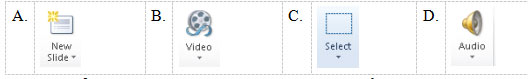 A. New Slide
B. Video
C. Select
D. Audio